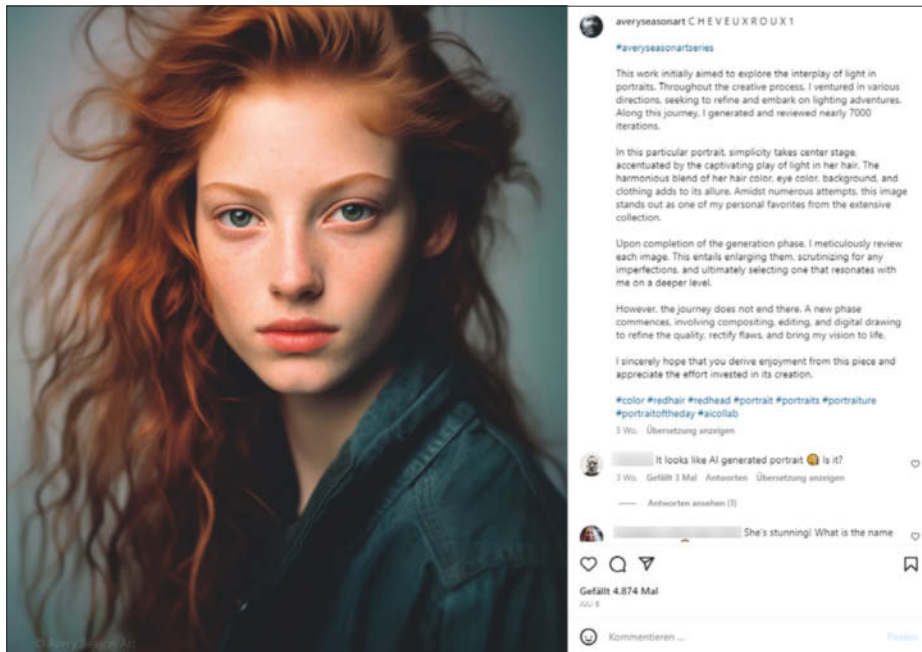 averyseasonart C H E V E U X R O U X 1
#averyseasonartseries
This work initially aimed to explore the interplay of light in
portraits. Throughout the creative process, I ventured in various
directions, seeking to refine and embark on lighting adventures.
Along this journey, I generated and reviewed nearly 7000
iterations.
In this particular portrait, simplicity takes center stage,
accentuated by the captivating play of light in her hair. The
harmonious blend of her hair color, eye color, background, and
clothing adds to its allure. Amidst numerous attempts, this image
stands out as one of my personal favorites from the extensive
collection.
Upon completion of the generation phase, I meticulously review
each image. This entails enlarging them, scrutinizing for any
imperfections, and ultimately selecting one that resonates with
me on a deeper level.
However, the journey does not end there. A new phase
commences, involving compositing, editing, and digital drawing
to refine the quality, rectify flaws, and bring my vision to life.
I sincerely hope that you derive enjoyment from this piece and
appreciate the effort invested in its creation.
#color #redhair #redhead #portrait #portraits #portraiture
#portraitoftheday #aicollab
3 Wo. Übersetzung anzeigen
It looks like AI generated portrait Is it?
3 Wo. Gefällt 3 Mal Antworten Übersetzung anzeigen
Antworten ansehen (1)
She's stunning! What is the name
Gefällt 4.874 Mal
JULI 6
Kommentieren ...
Posten
© Avery Season Art